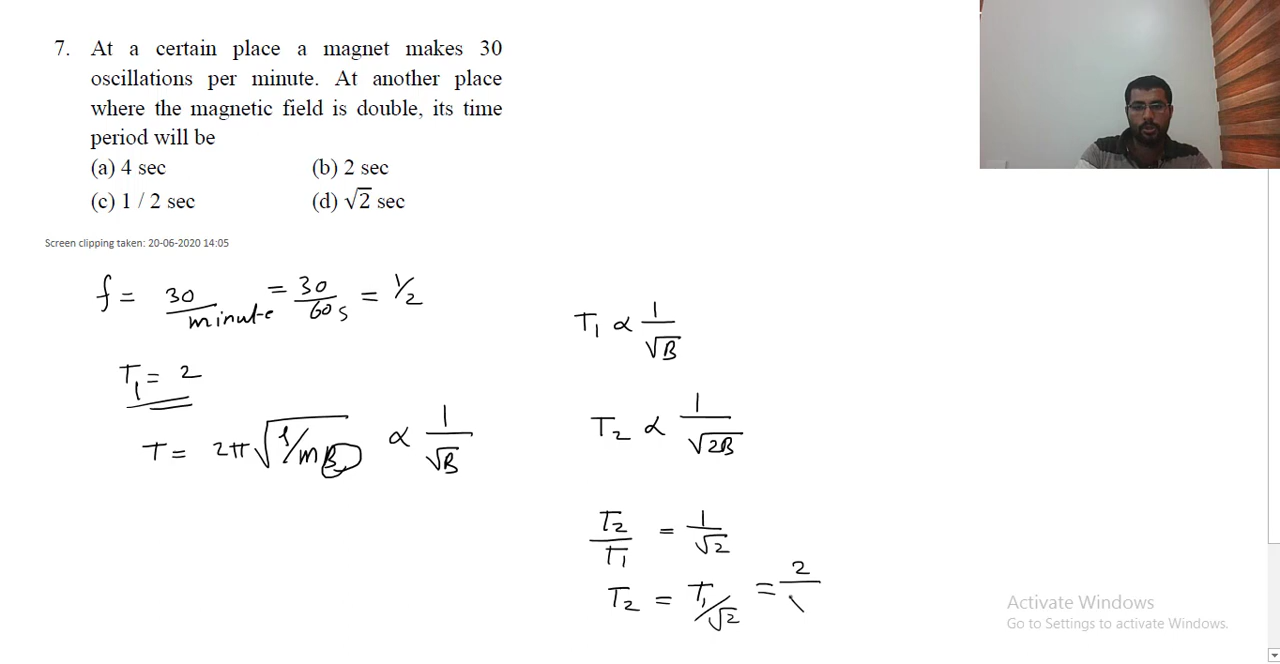 7. At a certain place a magnet makes 30
oscillations per minute. At another place
where the magnetic field is double, its time
period will be
(a) 4 sec (b) 2 sec
(c) 1 / 2 sec (d) √2 sec
Screen clipping taken: 20-06-2020 14:05
f = 30/minute = 30/60s = 1/2
T₁ = 2
T = 2π√(I/mB) ∝ 1/√B
T₁ ∝ 1/√B
T₂ ∝ 1/√2B
T₂/T₁ = 1/√2
T₂ = T₁/√2 = 2/
Activate Windows
Go to Settings to activate Windows.